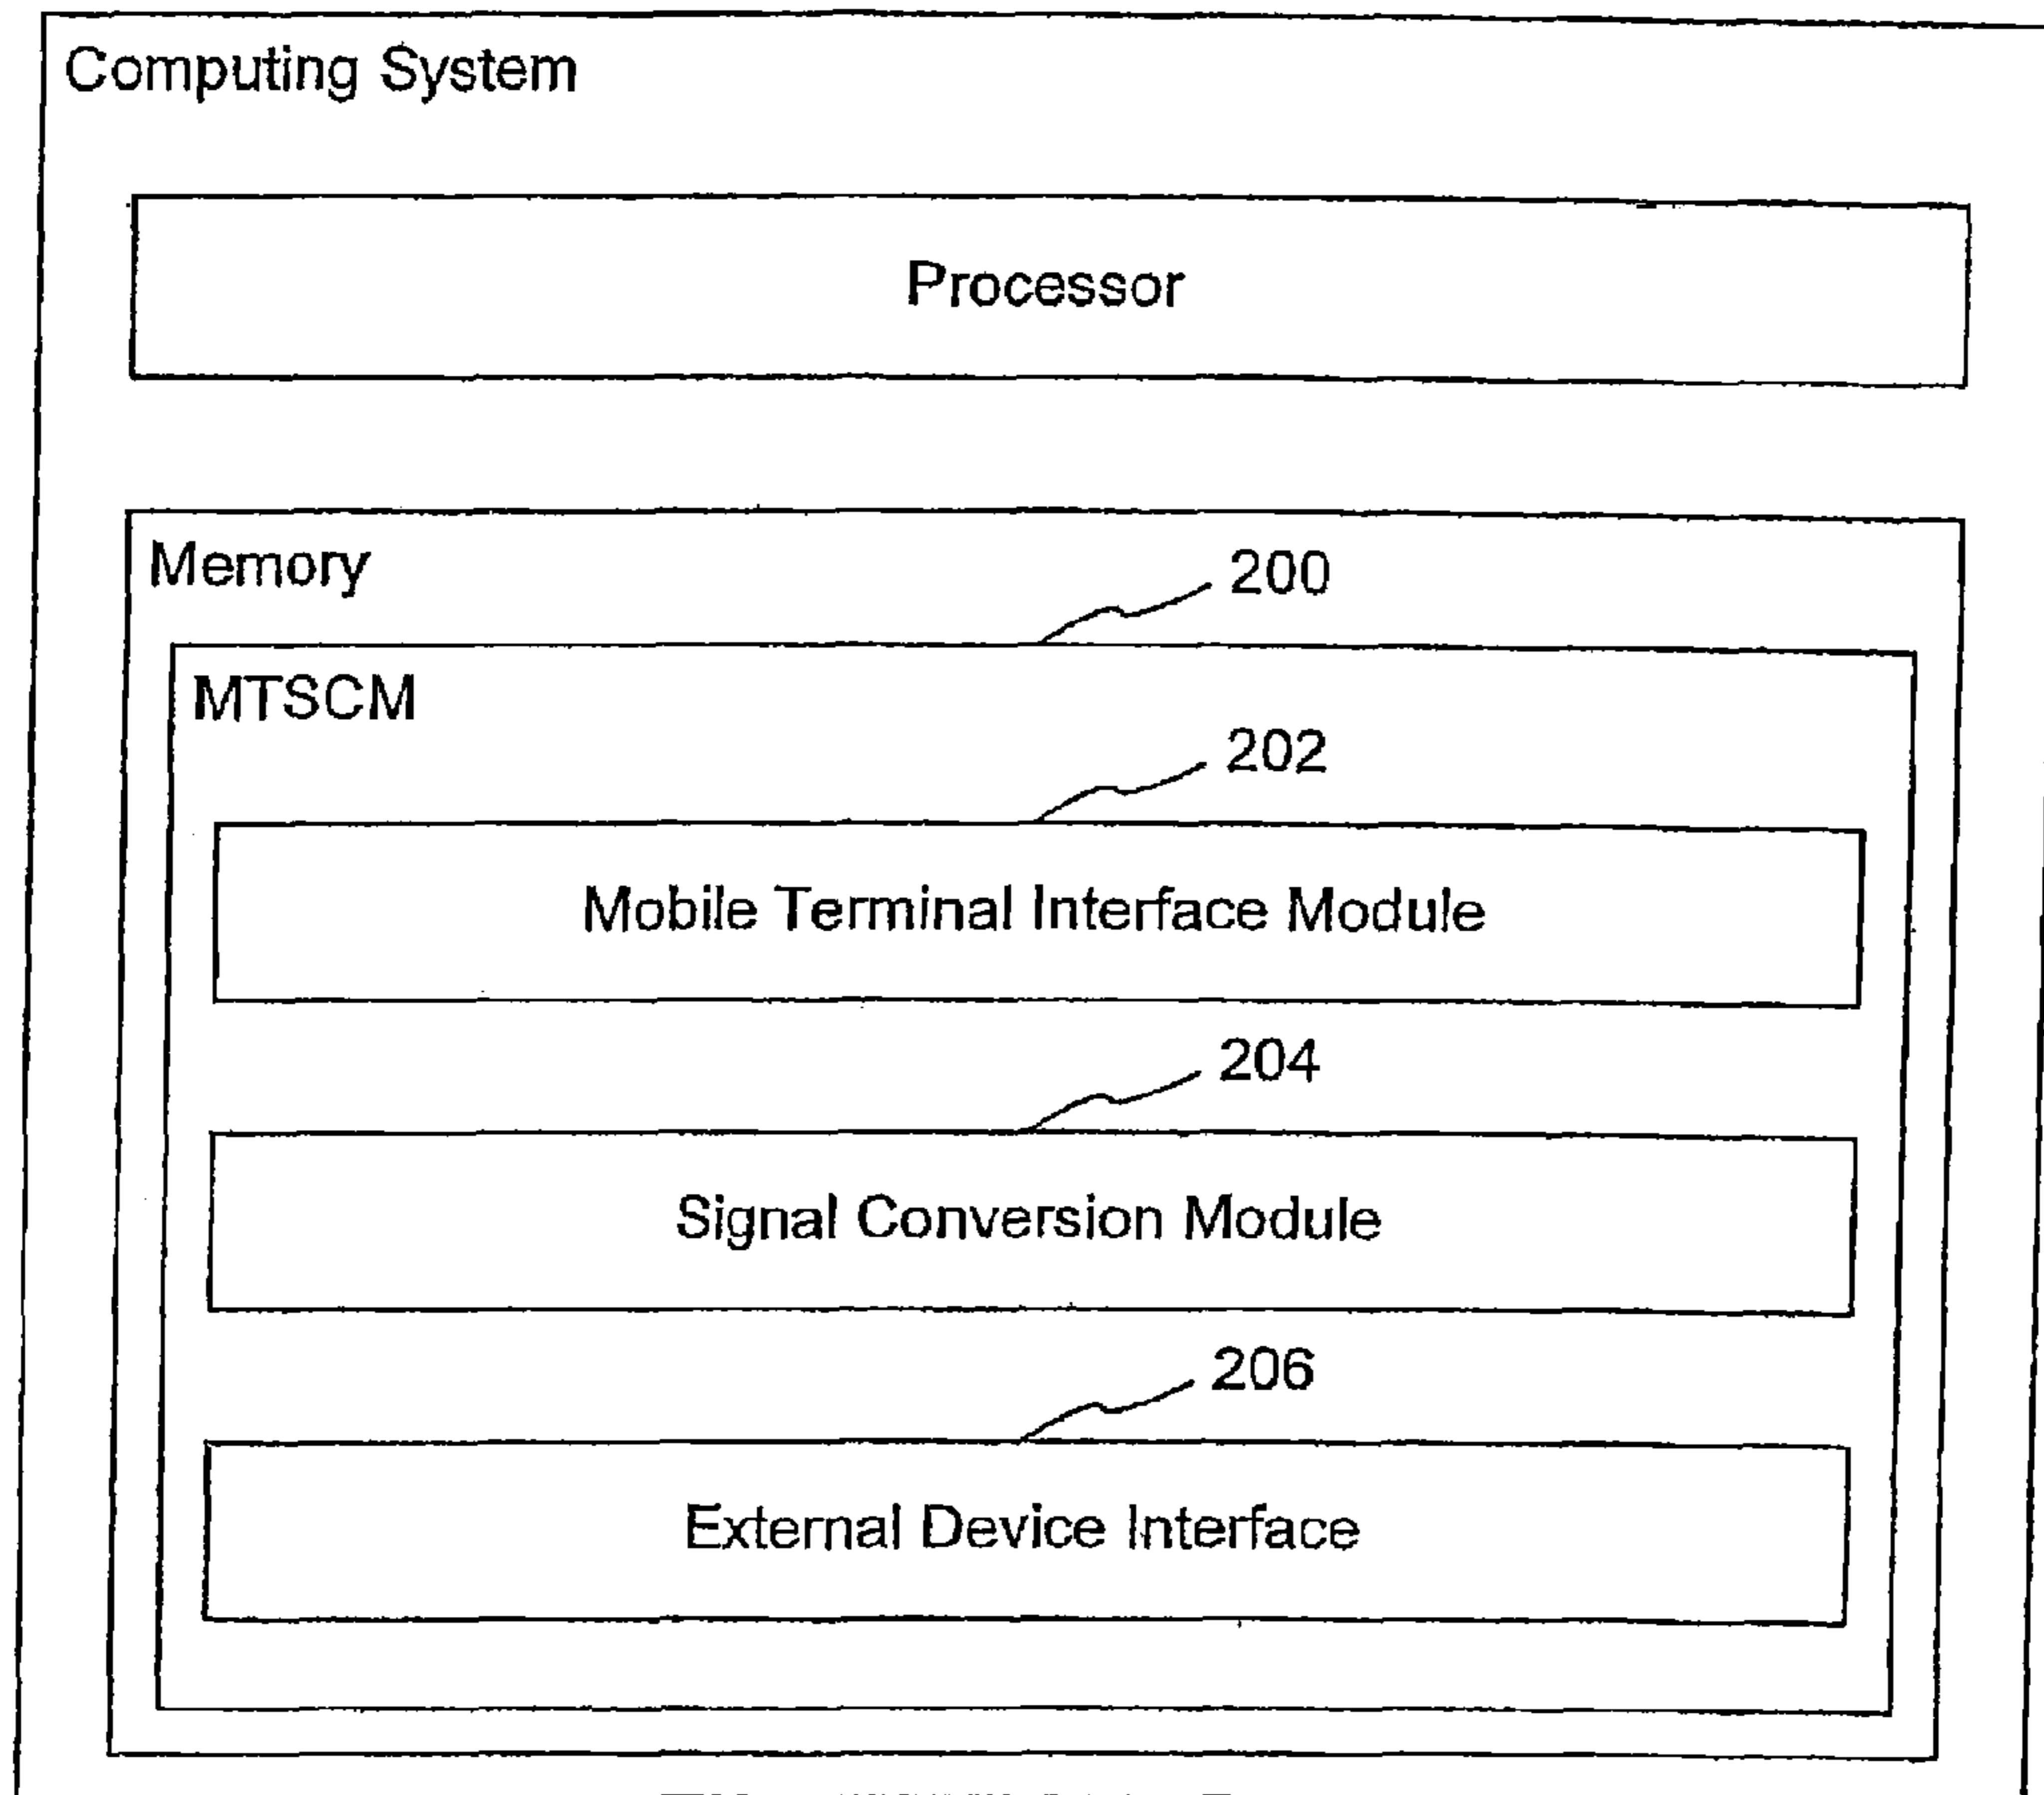 Computing System
Processor
Memory
200
MTSCM
202
Mobile Terminal Interface Module
204
Signal Conversion Module
206
External Device Interface